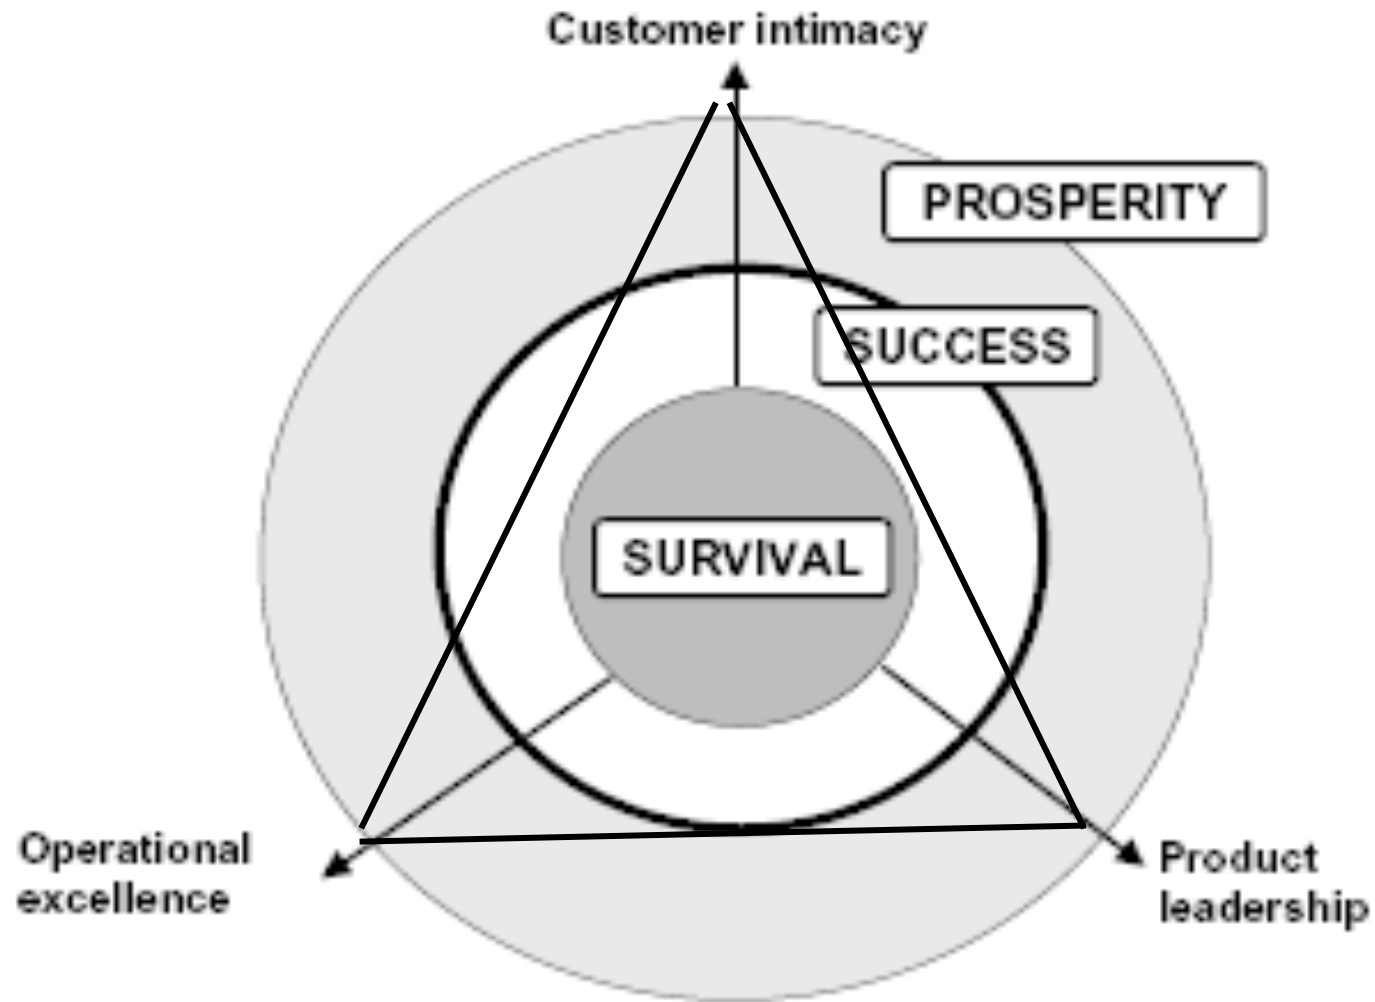 Customer intimacy
PROSPERITY
SUCCESS
SURVIVAL
Operational
excellence
Product
leadership